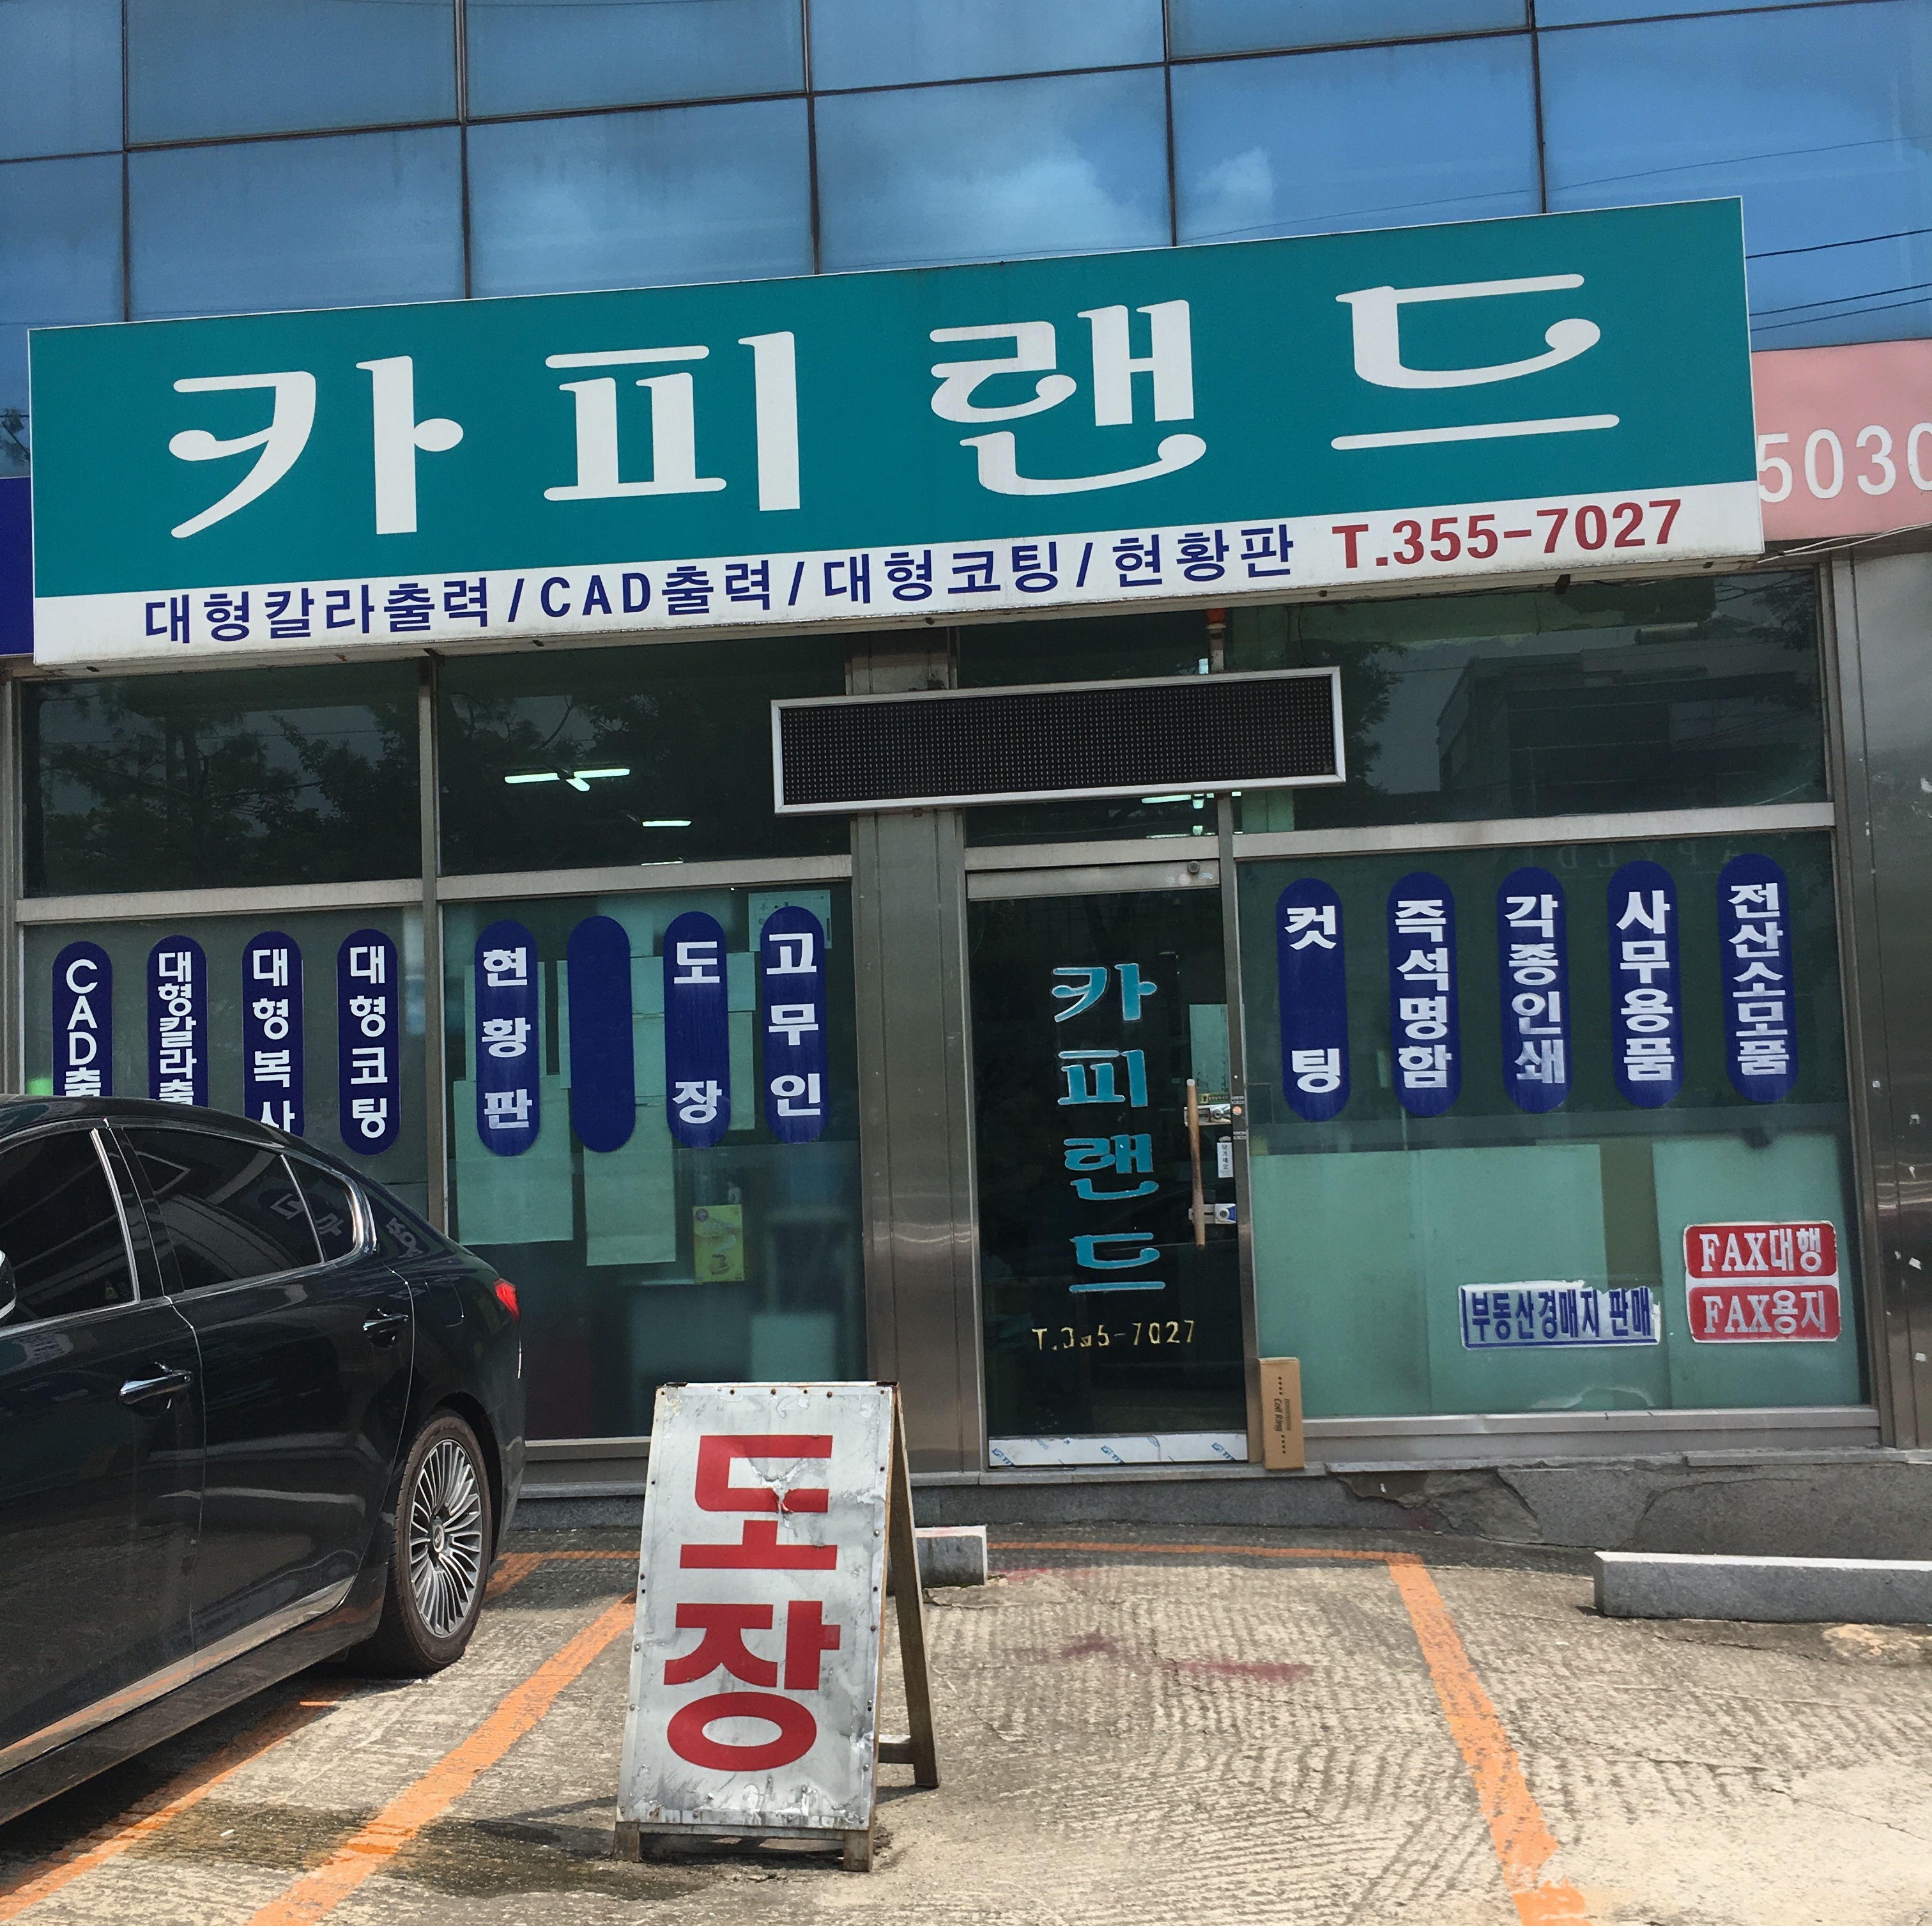 카피랜드
대형칼라출력/CAD출력/대형코팅/현황판 T.355-7027
5030
CAD출
대형칼라출
대형복사
대형코팅
현황판
도장
고무인
카피랜드
T.355-7027
컷팅
즉석명함
각종인쇄
사무용품
전산소모품
부동산경매지 판매
FAX대행
FAX용지
Coil Ring
도장